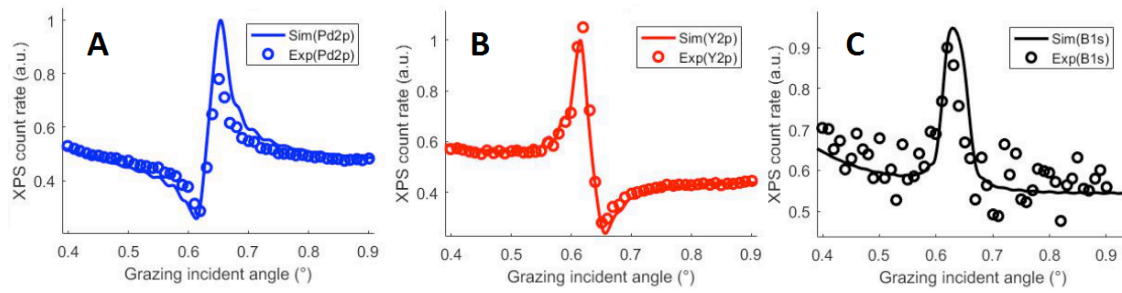 A
Sim(Pd2p)
Exp(Pd2p)
XPS count rate (a.u.)
1
0.8
0.6
0.4
0.4 0.5 0.6 0.7 0.8 0.9
Grazing incident angle (°)
B
Sim(Y2p)
Exp(Y2p)
XPS count rate (a.u.)
1
0.8
0.6
0.4
0.4 0.5 0.6 0.7 0.8 0.9
Grazing incident angle (°)
C
Sim(B1s)
Exp(B1s)
XPS count rate (a.u.)
0.9
0.8
0.7
0.6
0.5
0.4 0.5 0.6 0.7 0.8 0.9
Grazing incident angle (°)